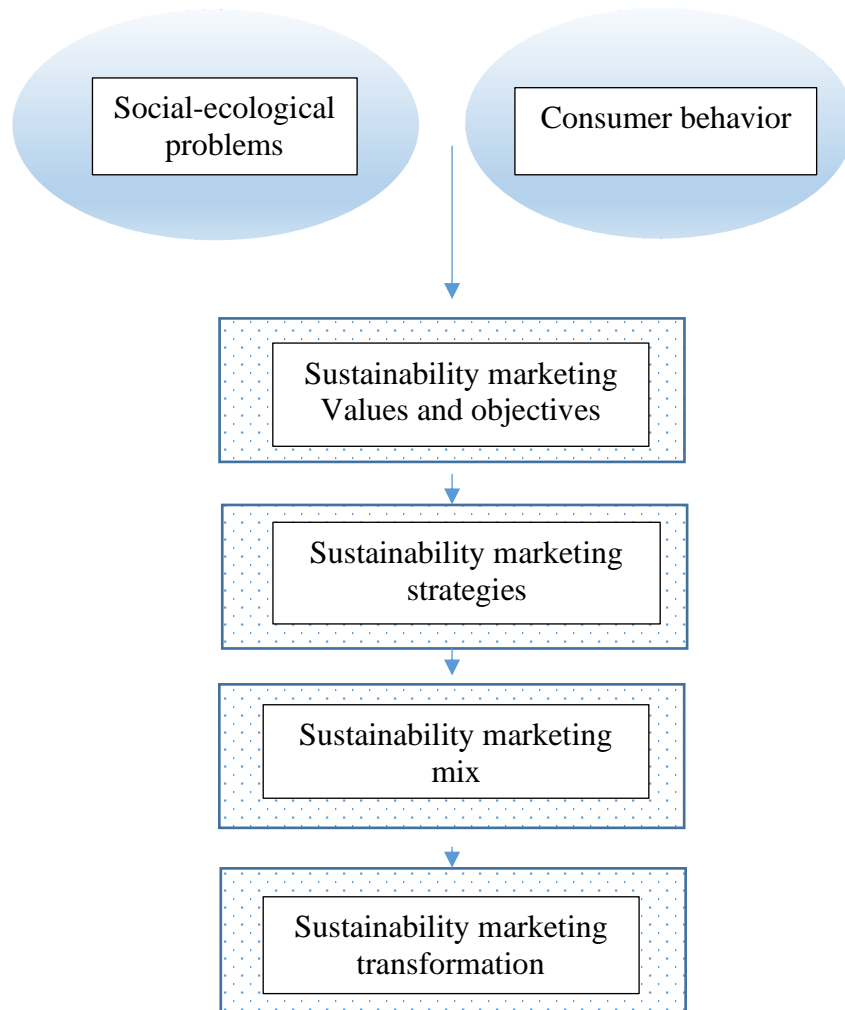 Social-ecological
problems
Consumer behavior
Sustainability marketing
Values and objectives
Sustainability marketing
strategies
Sustainability marketing
mix
Sustainability marketing
transformation